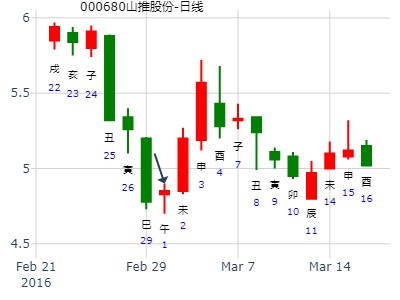 000680山推股份-日线
6
5.5
5
4.5
戌
22
亥
23
子
24
丑
25
寅
26
巳
29
午
1
未
2
申
3
酉
4
子
7
丑
8
寅
9
卯
10
辰
11
未
14
申
15
酉
16
Feb 21
2016
Feb 29
Mar 7
Mar 14